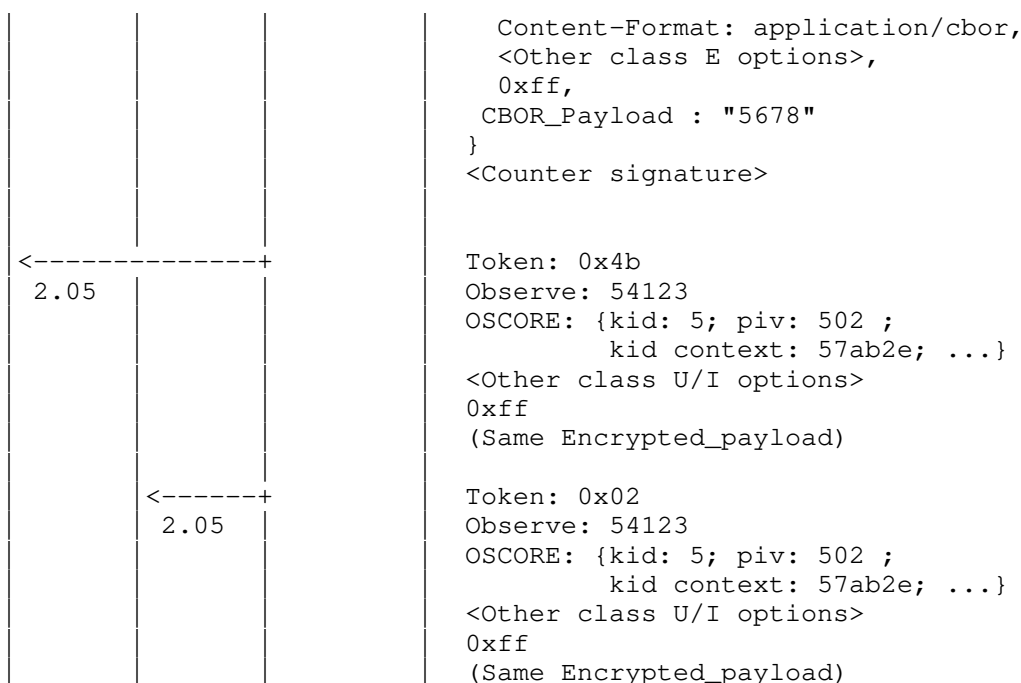 Content-Format: application/cbor,
<Other class E options>,
0xff,
CBOR_Payload : "5678"
}
<Counter signature>
<--------------+ Token: 0x4b
2.05 Observe: 54123
OSCORE: {kid: 5; piv: 502 ;
kid context: 57ab2e; ...}
<Other class U/I options>
0xff
(Same Encrypted_payload)
<------+ Token: 0x02
2.05 Observe: 54123
OSCORE: {kid: 5; piv: 502 ;
kid context: 57ab2e; ...}
<Other class U/I options>
0xff
(Same Encrypted_payload)